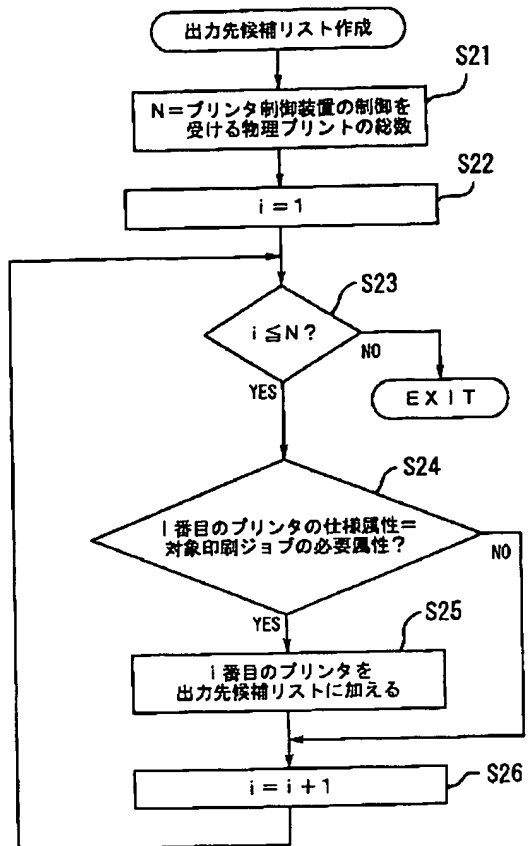 出力先候補リスト作成
S21
N=プリンタ制御装置の制御を
受ける物理プリントの総数
S22
i=1
S23
i≦N?
NO
YES
EXIT
S24
i番目のプリンタの仕様属性=
対象印刷ジョブの必要属性?
NO
YES
S25
i番目のプリンタを
出力先候補リストに加える
S26
i=i+1